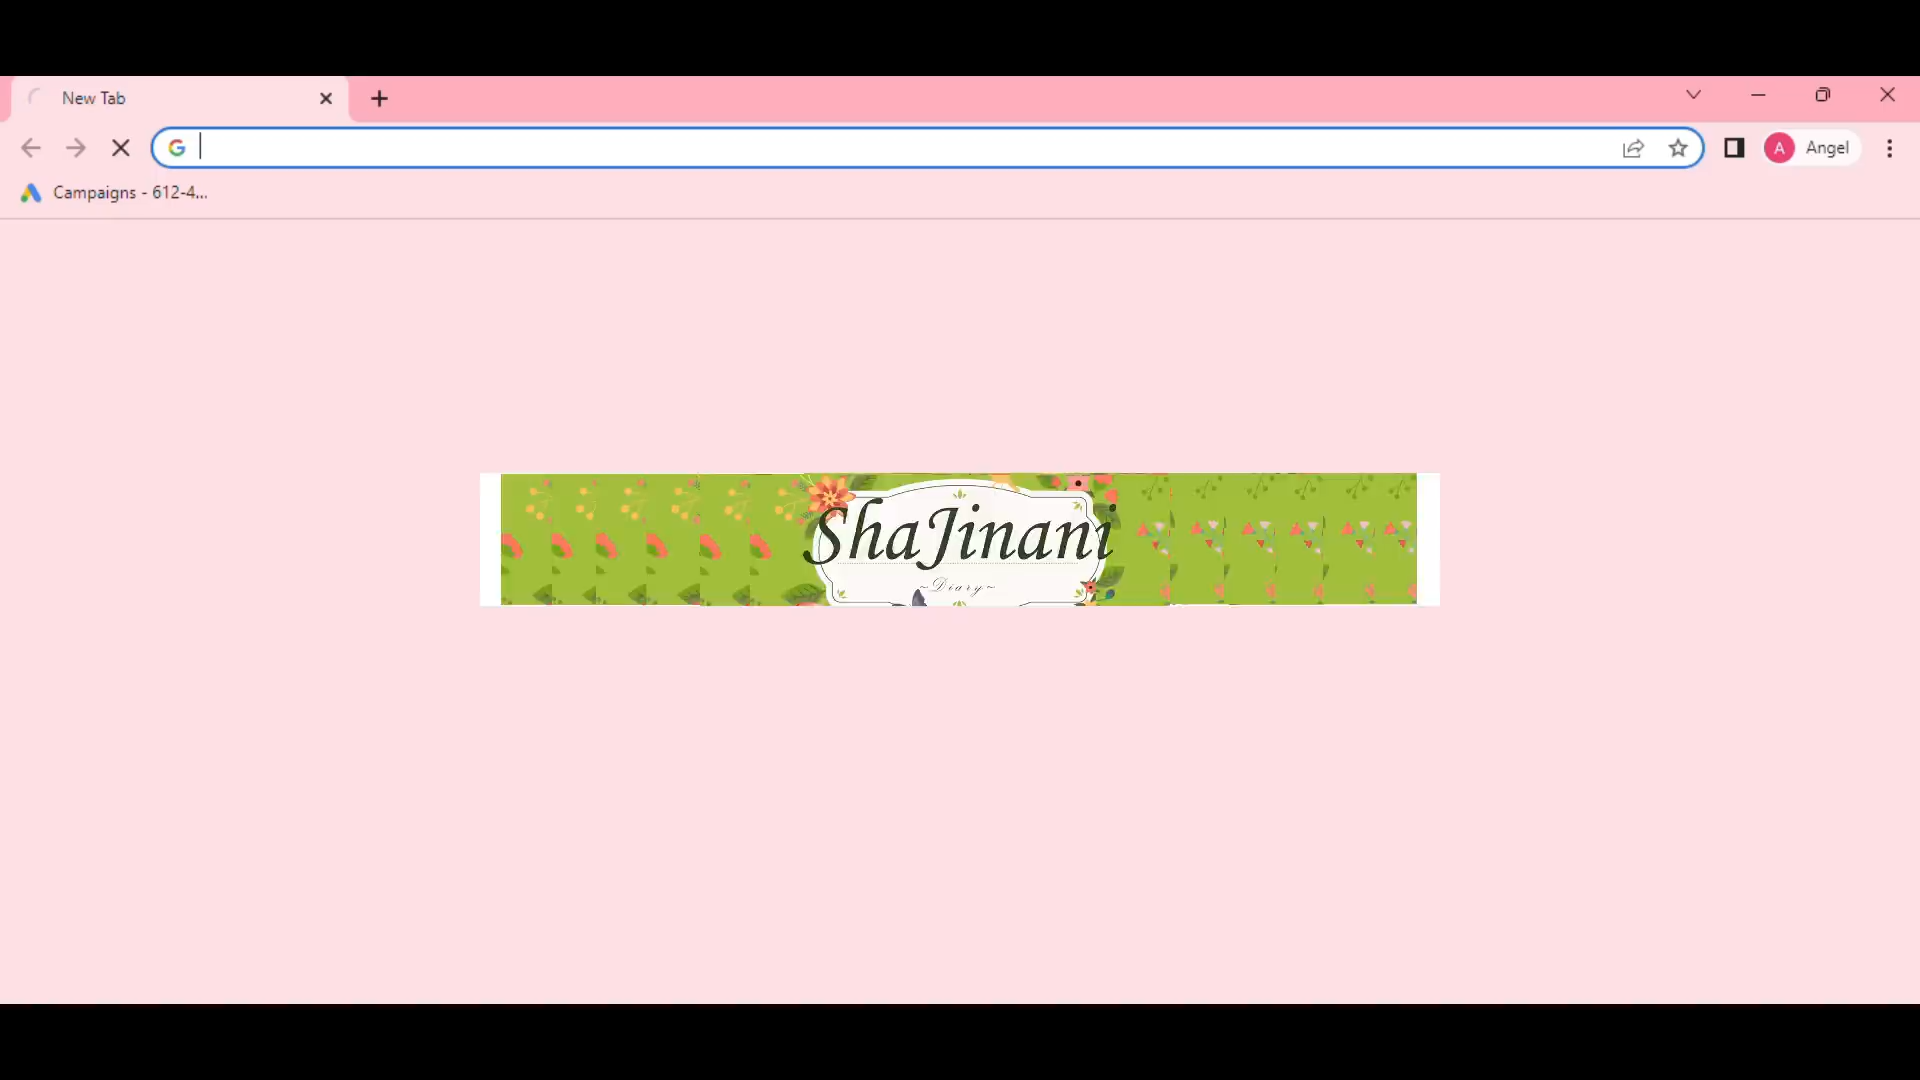 New Tab
A Angel
Campaigns - 612-4...
ShaJinani
~Diary~